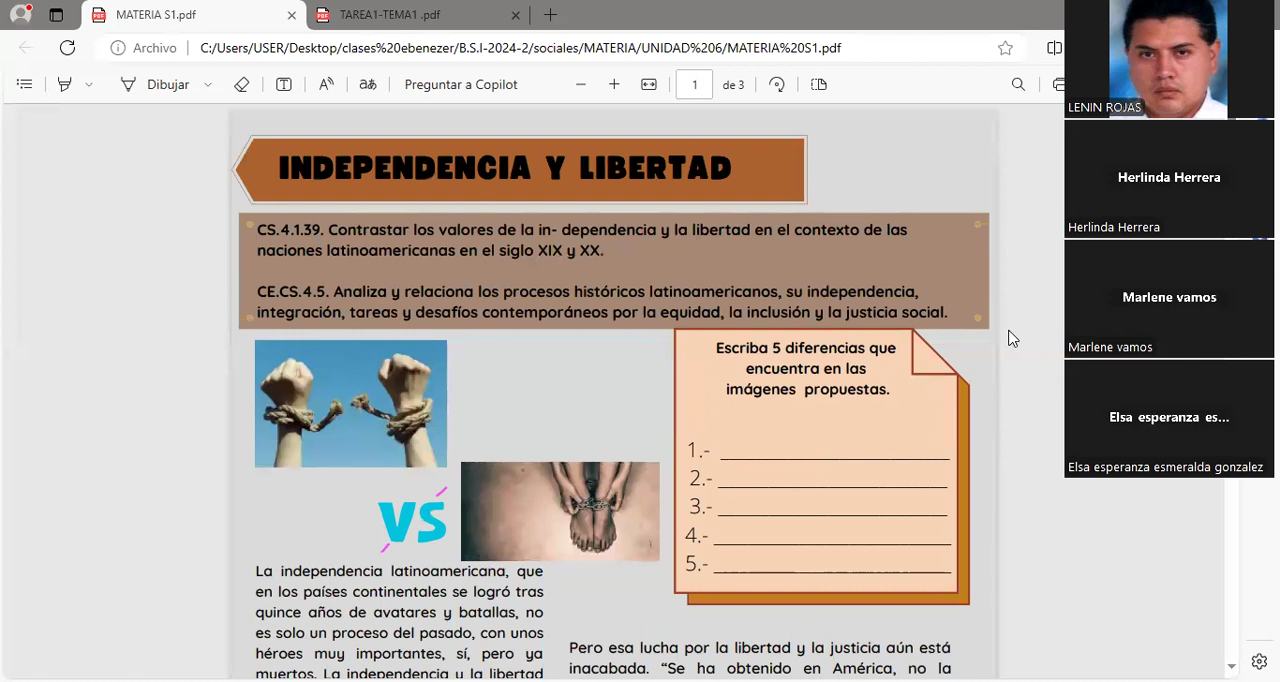 MATERIA S1.pdf
TAREA1-TEMA1 .pdf
Archivo
C:/Users/USER/Desktop/clases%20ebenezer/B.S.I-2024-2/sociales/MATERIA/UNIDAD%206/MATERIA%20S1.pdf
Dibujar
aあ
Preguntar a Copilot
1
de 3
INDEPENDENCIA Y LIBERTAD
CS.4.1.39. Contrastar los valores de la in- dependencia y la libertad en el contexto de las
naciones latinoamericanas en el siglo XIX y XX.
CE.CS.4.5. Analiza y relaciona los procesos históricos latinoamericanos, su independencia,
integración, tareas y desafíos contemporáneos por la equidad, la inclusión y la justicia social.
Escriba 5 diferencias que
encuentra en las
imágenes propuestas.
1.-
2.-
3.-
4.-
5.-
VS
La independencia latinoamericana, que
en los países continentales se logró tras
quince años de avatares y batallas, no
es solo un proceso del pasado, con unos
héroes muy importantes, sí, pero ya
muertos. La independencia y la libertad
Pero esa lucha por la libertad y la justicia aún está
inacabada. “Se ha obtenido en América, no la
LENIN ROJAS
Herlinda Herrera
Herlinda Herrera
Marlene vamos
Marlene vamos
Elsa esperanza es...
Elsa esperanza esmeralda gonzalez